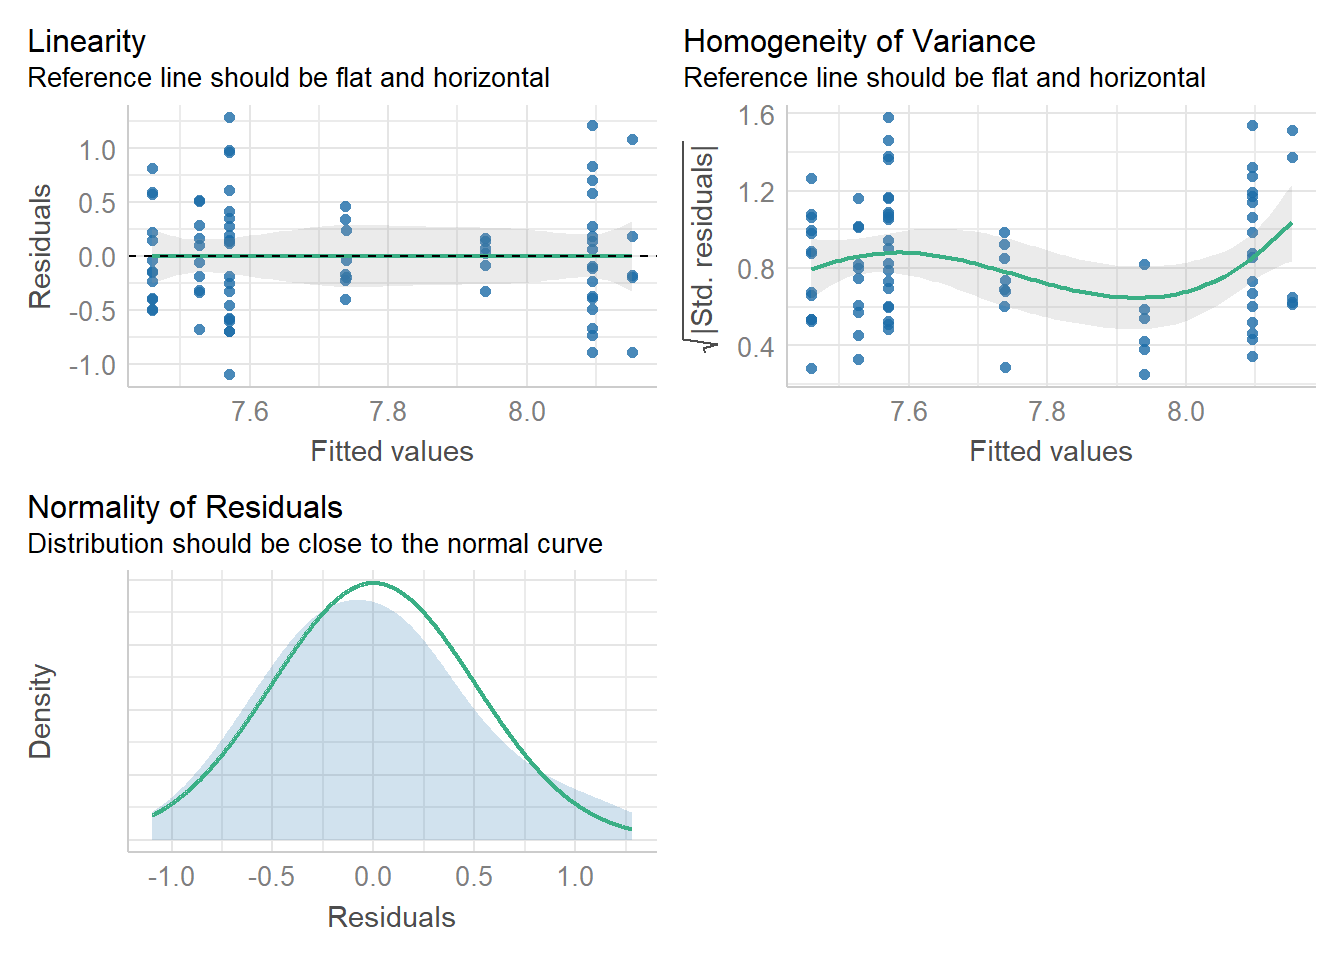 Linearity
Reference line should be flat and horizontal
1.0
0.5
0.0
-0.5
-1.0
Residuals
7.6 7.8 8.0
Fitted values
Homogeneity of Variance
Reference line should be flat and horizontal
1.6
1.2
0.8
0.4
√|Std. residuals|
7.6 7.8 8.0
Fitted values
Normality of Residuals
Distribution should be close to the normal curve
Density
-1.0 -0.5 0.0 0.5 1.0
Residuals